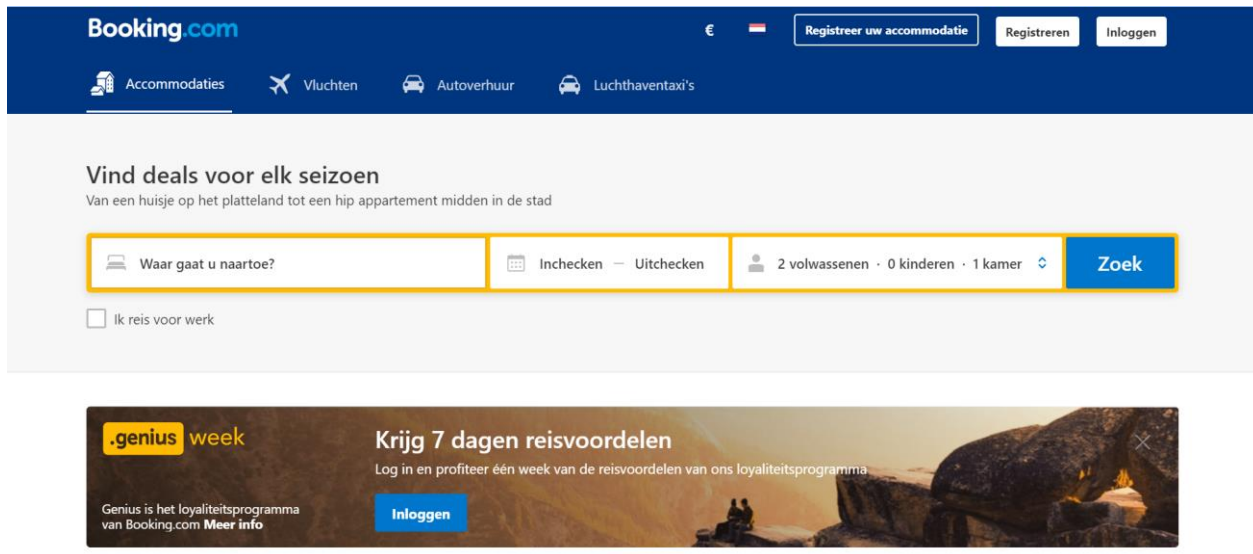 Booking.com
€
Registreer uw accommodatie
Registreren
Inloggen
Accommodaties
Vluchten
Autoverhuur
Luchthaventaxi's
Vind deals voor elk seizoen
Van een huisje op het platteland tot een hip appartement midden in de stad
Waar gaat u naartoe?
Inchecken — Uitchecken
2 volwassenen · 0 kinderen · 1 kamer
Zoek
Ik reis voor werk
.genius week
Genius is het loyaliteitsprogramma
van Booking.com Meer info
Krijg 7 dagen reisvoordelen
Log in en profiteer één week van de reisvoordelen van ons loyaliteitsprogramma
Inloggen